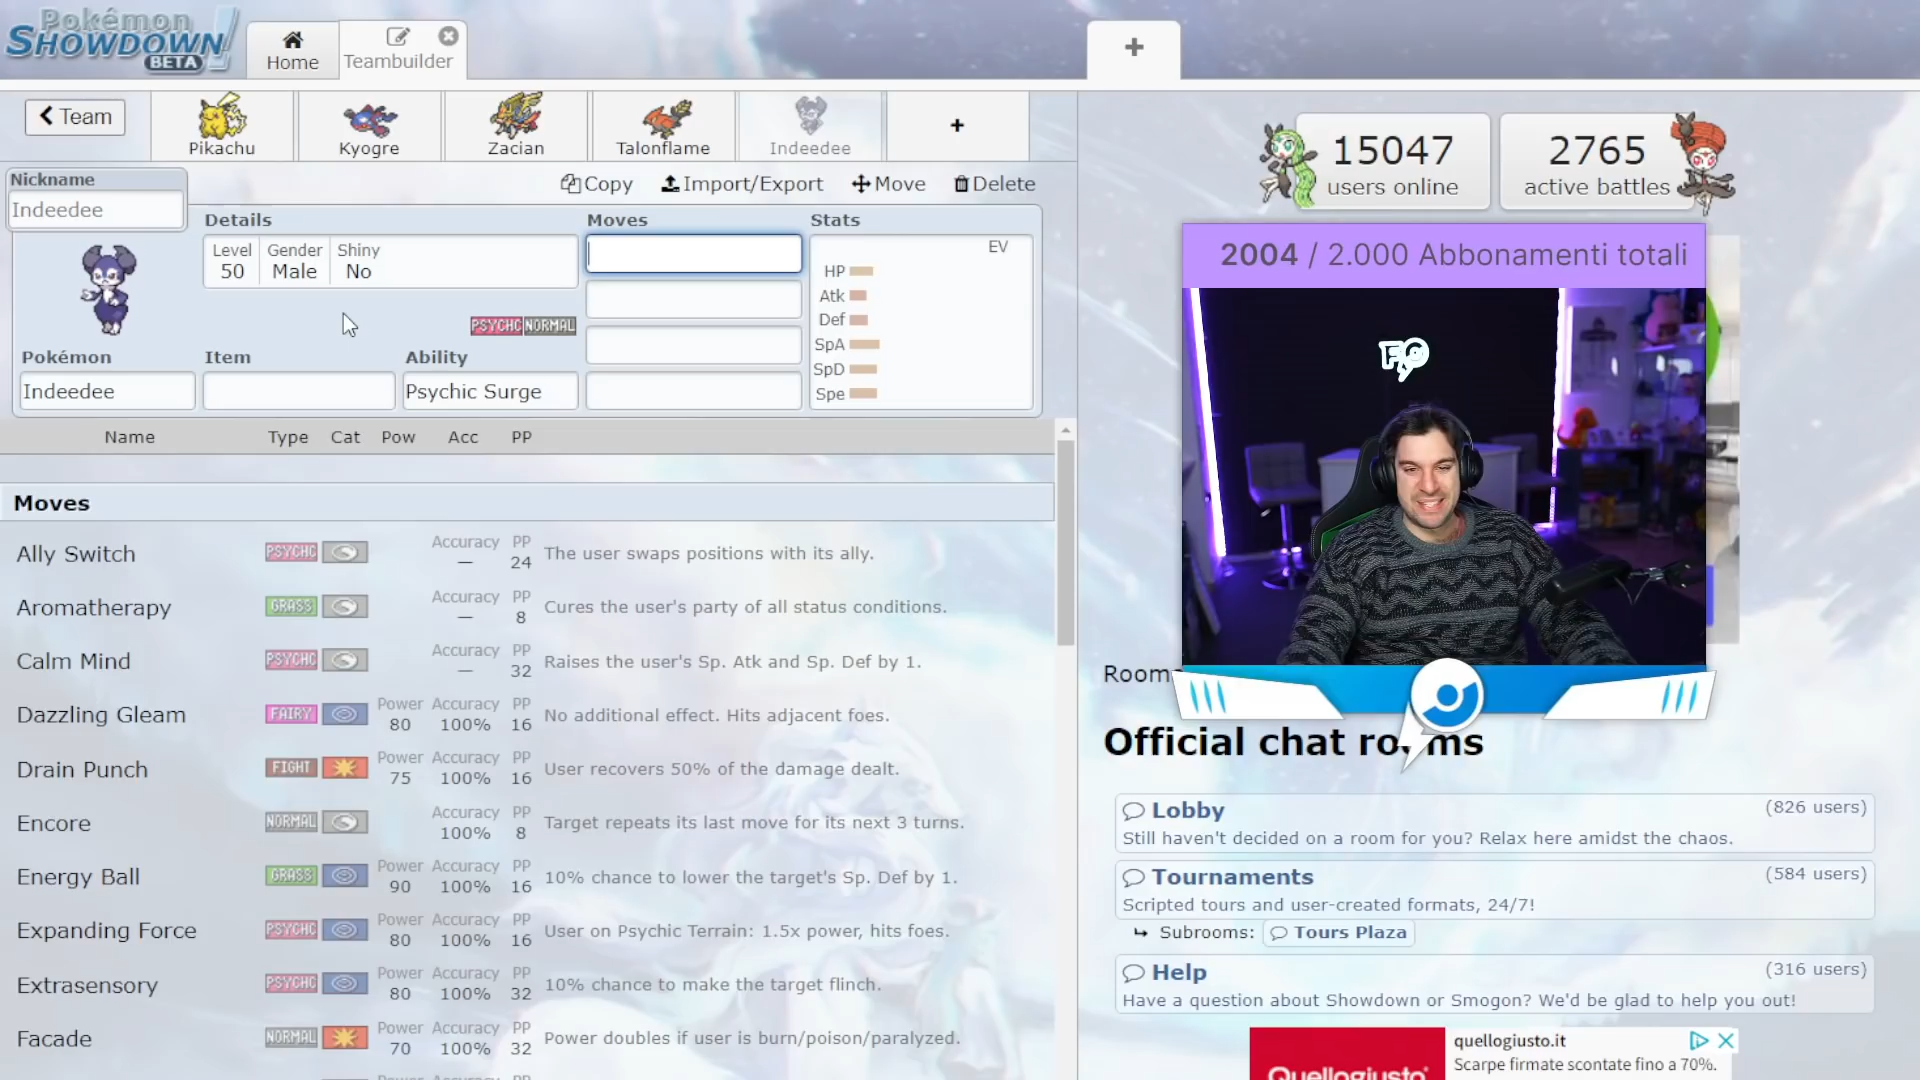 Pokémon
SHOWDOWN!
BETA
Home
Teambuilder
+
Team
Pikachu
Kyogre
Zacian
Talonflame
Indeedee
+
15047
users online
2765
active battles
Copy
Import/Export
Move
Delete
Nickname
Indeedee
Details
Level
50
Gender
Male
Shiny
No
PSYCHC NORMAL
Pokémon
Indeedee
Item
Ability
Psychic Surge
Moves
Stats
EV
HP
Atk
Def
SpA
SpD
Spe
2004 / 2.000 Abbonamenti totali
Name Type Cat Pow Acc PP
Moves
Ally Switch PSYCHC Accuracy — PP 24 The user swaps positions with its ally.
Aromatherapy GRASS Accuracy — PP 8 Cures the user's party of all status conditions.
Calm Mind PSYCHC Accuracy — PP 32 Raises the user's Sp. Atk and Sp. Def by 1.
Dazzling Gleam FAIRY Power 80 Accuracy 100% PP 16 No additional effect. Hits adjacent foes.
Drain Punch FIGHT Power 75 Accuracy 100% PP 16 User recovers 50% of the damage dealt.
Encore NORMAL Accuracy 100% PP 8 Target repeats its last move for its next 3 turns.
Energy Ball GRASS Power 90 Accuracy 100% PP 16 10% chance to lower the target's Sp. Def by 1.
Expanding Force PSYCHC Power 80 Accuracy 100% PP 16 User on Psychic Terrain: 1.5x power, hits foes.
Extrasensory PSYCHC Power 80 Accuracy 100% PP 32 10% chance to make the target flinch.
Facade NORMAL Power 70 Accuracy 100% PP 32 Power doubles if user is burn/poison/paralyzed.
Power Accuracy PP
Room
Official chat rooms
Lobby (826 users)
Still haven't decided on a room for you? Relax here amidst the chaos.
Tournaments (584 users)
Scripted tours and user-created formats, 24/7!
Subrooms: Tours Plaza
Help (316 users)
Have a question about Showdown or Smogon? We'd be glad to help you out!
Quellogiusto
quellogiusto.it
Scarpe firmate scontate fino a 70%.